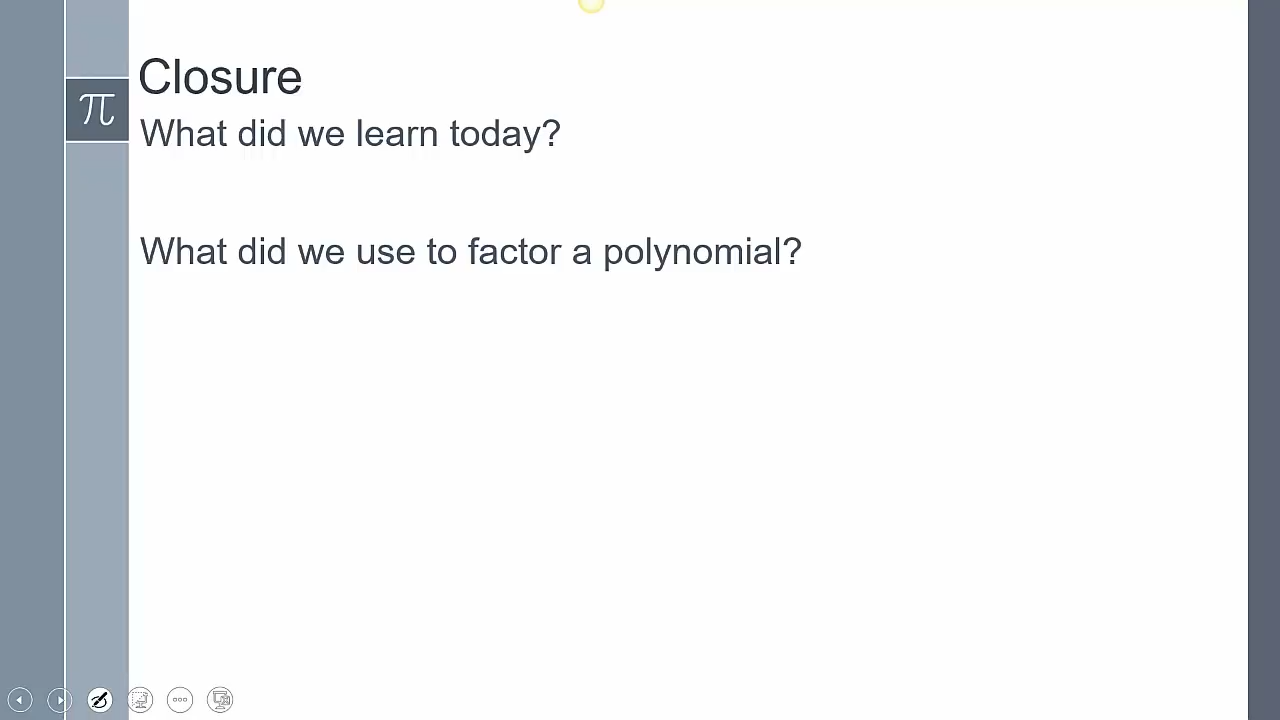 π
Closure
What did we learn today?
What did we use to factor a polynomial?